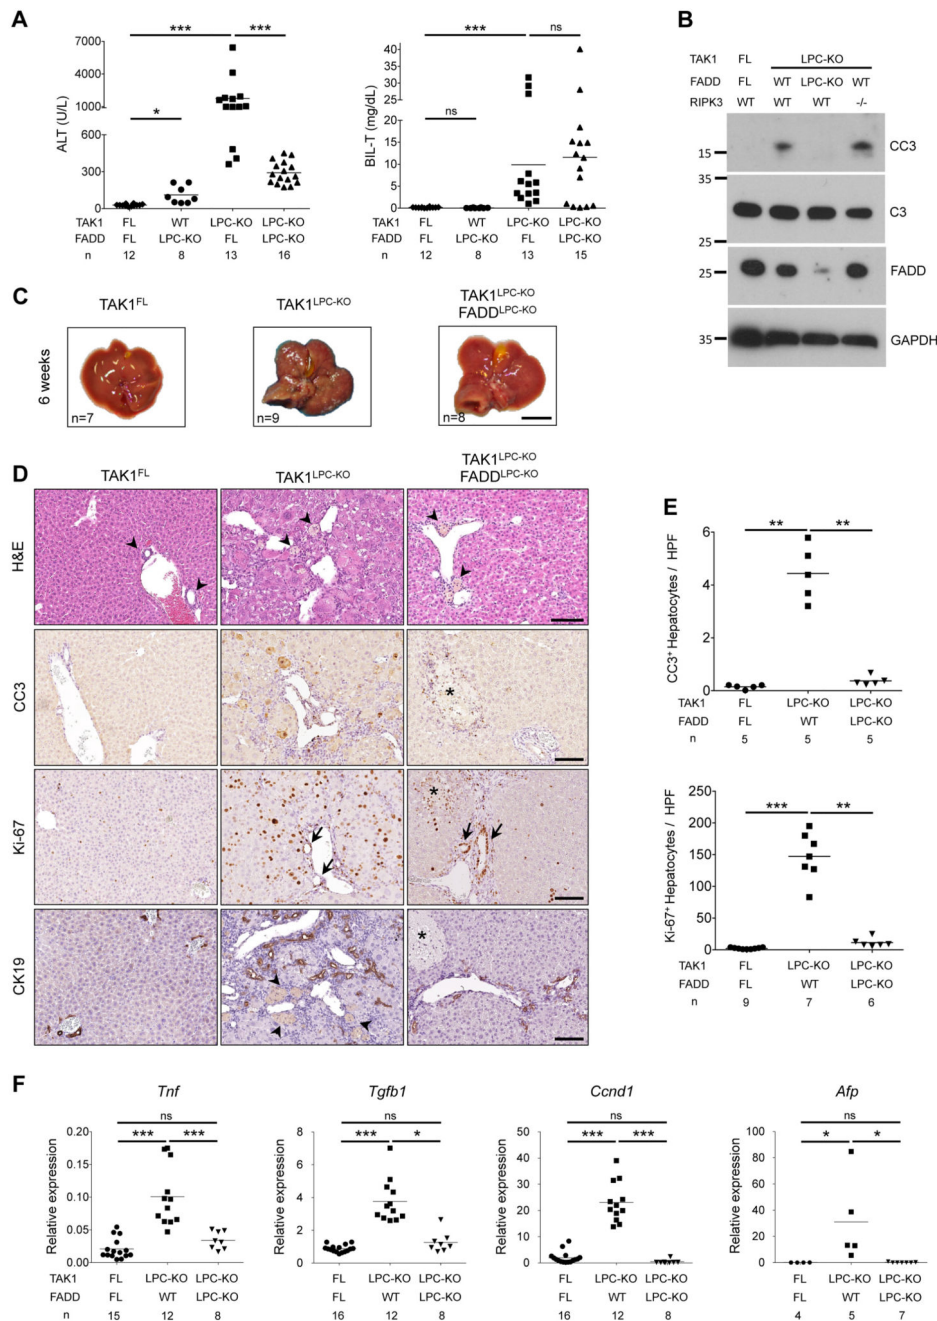 A
*** ***
*
ALT (U/L)
7000
5000
3000
1000
600
300
0
TAK1 FL WT LPC-KO LPC-KO
FADD FL LPC-KO FL LPC-KO
n 12 8 13 16
*** ns
ns
BIL-T (mg/dL)
40
30
20
10
5
0
TAK1 FL WT LPC-KO LPC-KO
FADD FL LPC-KO FL LPC-KO
n 12 8 13 15
B
TAK1 FL LPC-KO
FADD FL WT LPC-KO WT
RIPK3 WT WT WT -/-
15 CC3
35
C3
25
25 FADD
35 GAPDH
C
TAK1FL TAK1LPC-KO TAK1LPC-KO
FADDLPC-KO
6 weeks
n=7 n=9 n=8
D
TAK1FL TAK1LPC-KO TAK1LPC-KO
FADDLPC-KO
H&E
CC3
*
Ki-67
*
CK19
*
E
** **
CC3+ Hepatocytes / HPF
6
4
2
0
TAK1 FL LPC-KO LPC-KO
FADD FL WT LPC-KO
n 5 5 5
*** **
Ki-67+ Hepatocytes / HPF
250
200
150
100
50
0
TAK1 FL LPC-KO LPC-KO
FADD FL WT LPC-KO
n 9 7 6
F
Tnf
ns
*** ***
Relative expression
0.20
0.15
0.10
0.05
0.00
TAK1 FL LPC-KO LPC-KO
FADD FL WT LPC-KO
n 15 12 8
Tgfb1
ns
*** *
Relative expression
8
6
4
2
0
FL LPC-KO LPC-KO
FL WT LPC-KO
16 12 8
Ccnd1
ns
*** ***
Relative expression
50
40
30
20
10
0
FL LPC-KO LPC-KO
FL WT LPC-KO
16 12 8
Afp
ns
* *
Relative expression
100
80
60
40
20
0
FL LPC-KO LPC-KO
FL WT LPC-KO
4 5 7